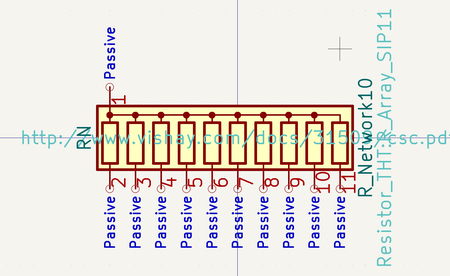 Passive
1
RN
http://www.vishay.com/docs/31509/csc.pdf
R_Network10
Resistor_THT:R_Array_SIP11
2
3
4
5
6
7
8
9
10
11
Passive
Passive
Passive
Passive
Passive
Passive
Passive
Passive
Passive
Passive